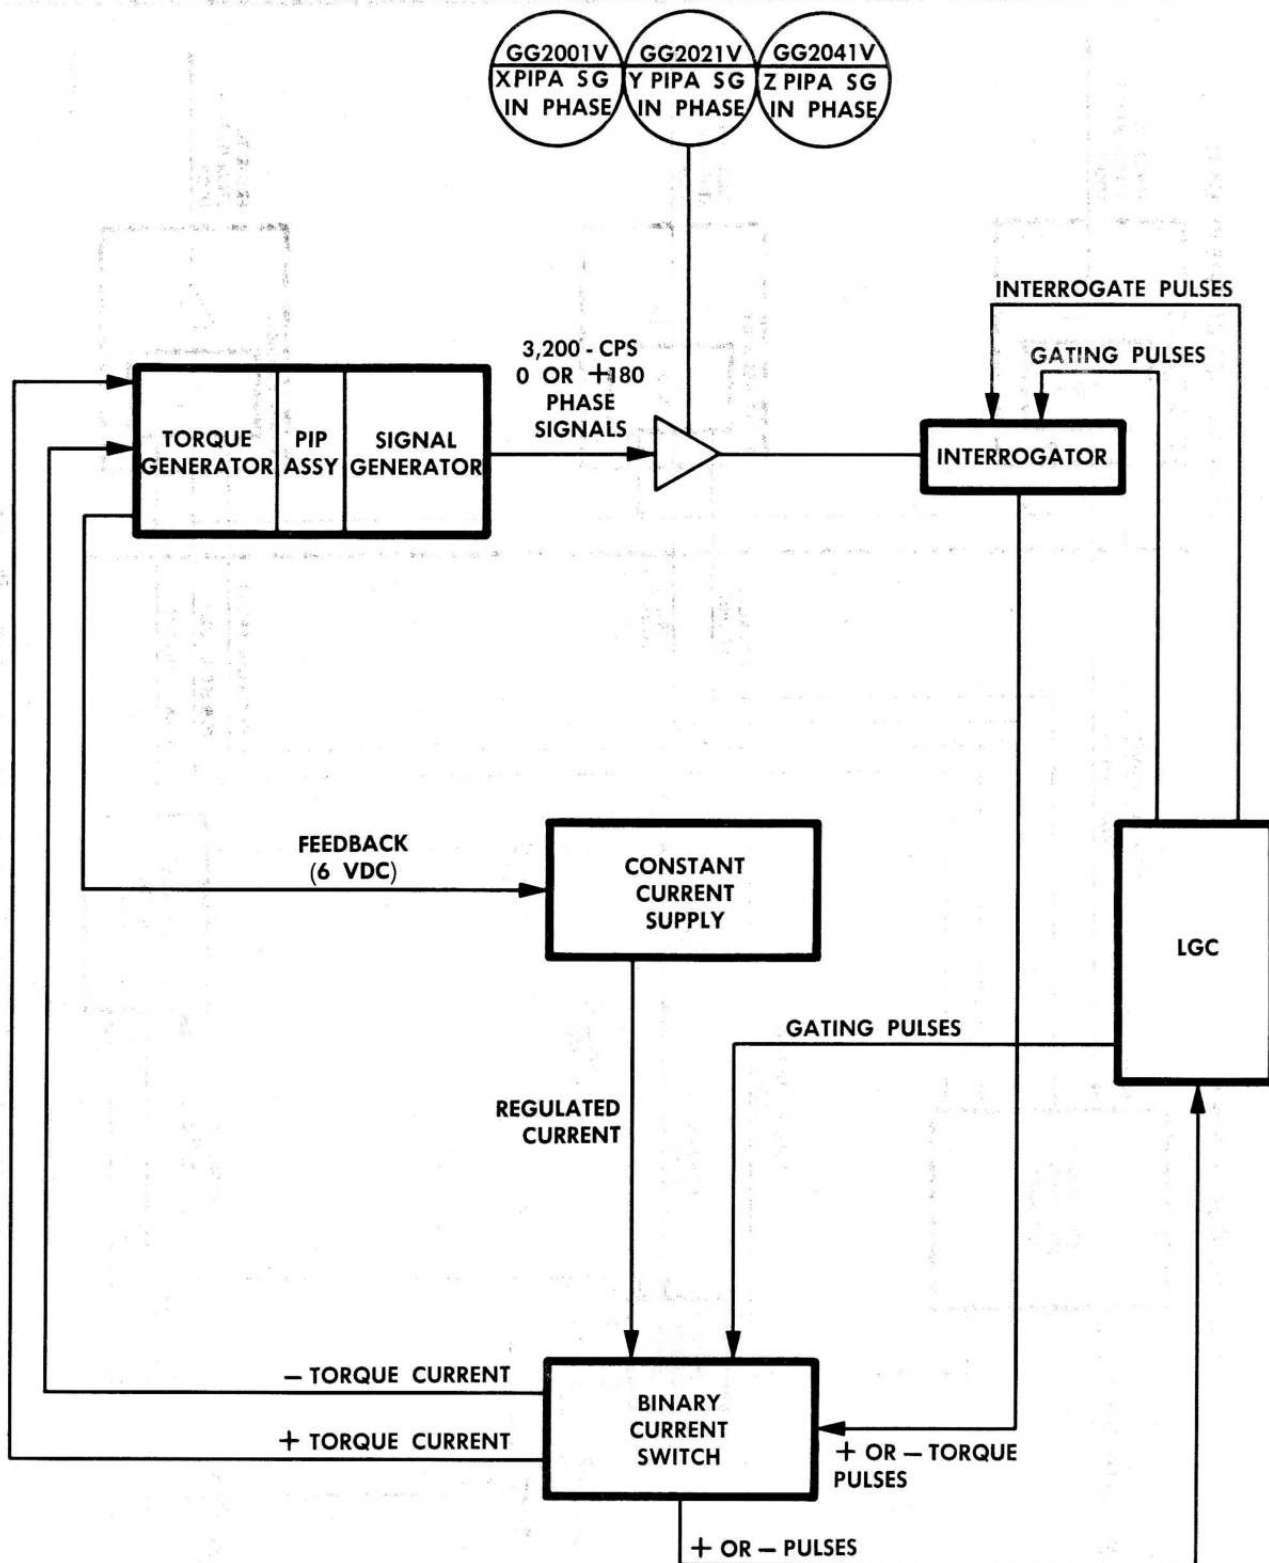 GG2001V
X PIPA SG
IN PHASE
GG2021V
Y PIPA SG
IN PHASE
GG2041V
Z PIPA SG
IN PHASE
INTERROGATE PULSES
GATING PULSES
3,200 - CPS
0 OR +180
PHASE
SIGNALS
TORQUE
GENERATOR
PIP
ASSY
SIGNAL
GENERATOR
INTERROGATOR
FEEDBACK
(6 VDC)
CONSTANT
CURRENT
SUPPLY
LGC
GATING PULSES
REGULATED
CURRENT
- TORQUE CURRENT
+ TORQUE CURRENT
BINARY
CURRENT
SWITCH
+ OR - TORQUE
PULSES
+ OR - PULSES